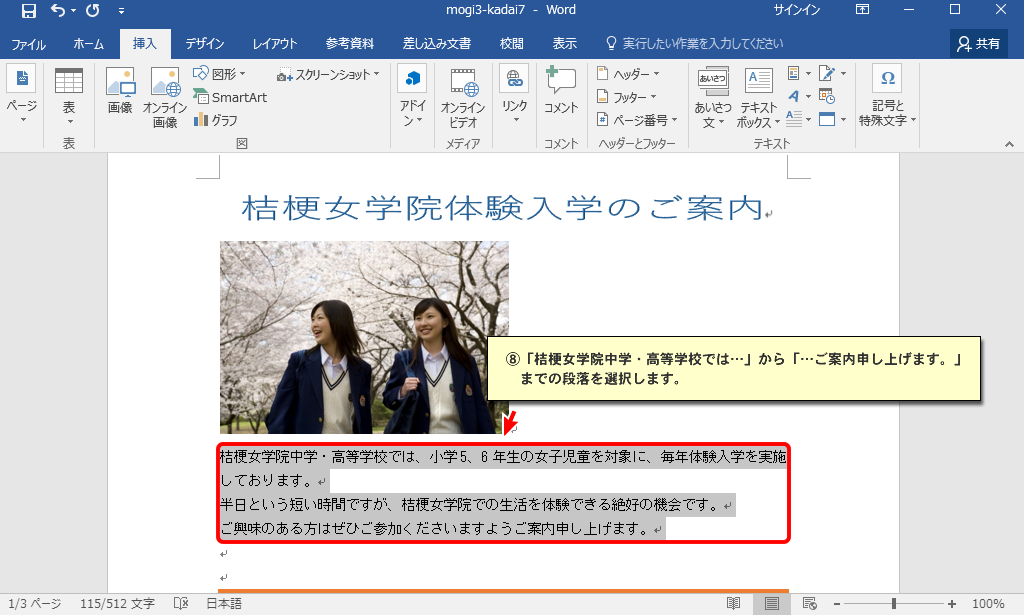 mogi3-kadai7 - Word
サインイン
ファイル ホーム 挿入 デザイン レイアウト 参考資料 差し込み文書 校閲 表示 実行したい作業を入力してください 共有
ページ
表
画像
オンライン
画像
図形
SmartArt
グラフ
スクリーンショット
アドイ
ン
オンライン
ビデオ
リンク
コメント
ヘッダー
フッター
ページ番号
あいさつ
あいさつ
文
テキスト
ボックス
記号と
特殊文字
表 図 メディア コメント ヘッダーとフッター テキスト
桔梗女学院体験入学のご案内
⑧「桔梗女学院中学・高等学校では…」から「…ご案内申し上げます。」
までの段落を選択します。
桔梗女学院中学・高等学校では、小学5、6 年生の女子児童を対象に、毎年体験入学を実施
しております。
半日という短い時間ですが、桔梗女学院での生活を体験できる絶好の機会です。
ご興味のある方はぜひご参加くださいますようご案内申し上げます。
1/3 ページ 115/512 文字 日本語 100%